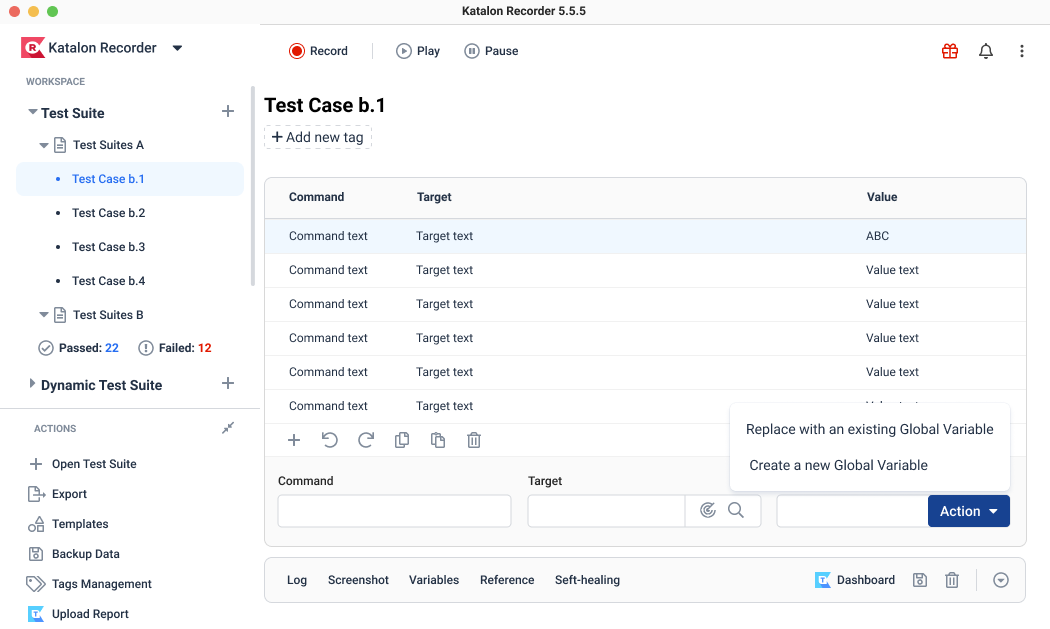 Katalon Recorder 5.5.5
Katalon Recorder
Record
Play
Pause
WORKSPACE
Test Suite
Test Suites A
Test Case b.1
Test Case b.2
Test Case b.3
Test Case b.4
Test Suites B
Passed: 22
Failed: 12
Dynamic Test Suite
ACTIONS
Open Test Suite
Export
Templates
Backup Data
Tags Management
Upload Report
Test Case b.1
Add new tag
Command Target Value
Command text Target text ABC
Command text Target text Value text
Command text Target text Value text
Command text Target text Value text
Command text Target text Value text
Command text Target text
Replace with an existing Global Variable
Create a new Global Variable
Command
Target
Action
Log Screenshot Variables Reference Seft-healing
Dashboard